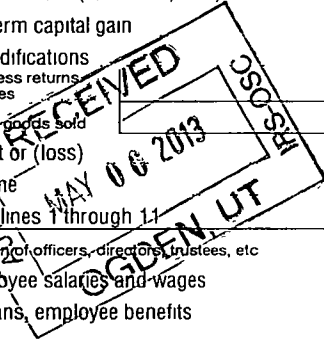 erm capital gain
difications
ess returns
es
goods sold
t or (loss)
ne
lines 1 through 11
n of officers, directors, trustees, etc
oyee salaries and wages
ans, employee benefits
RECEIVED
MAY 06 2013
IRS-OSC
OGDEN, UT